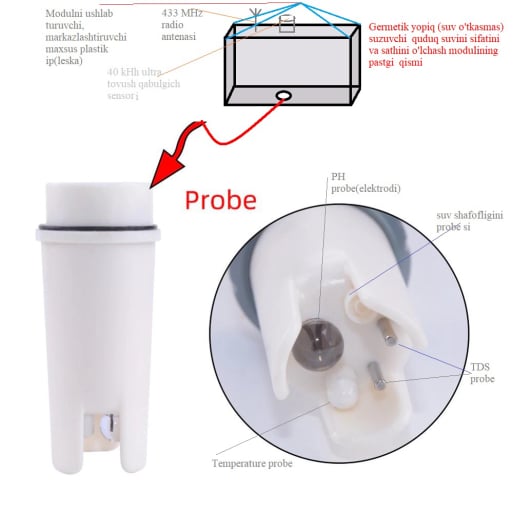 Modulni ushlab
turuvchi,
markazlashtiruvchi
maxsus plastik
ip(leska)
433 MHz
radio
antenasi
Germetik yopiq (suv o'tkasmas)
suzuvchi quduq suvini sifatini
va sathini o'lchash modulining
pastgi qismi
40 kHh ultra
tovush qabulgich
sensori
Probe
PH
probe(elektrodi)
suv shafofligini
probe si
TDS
probe
Temperature probe